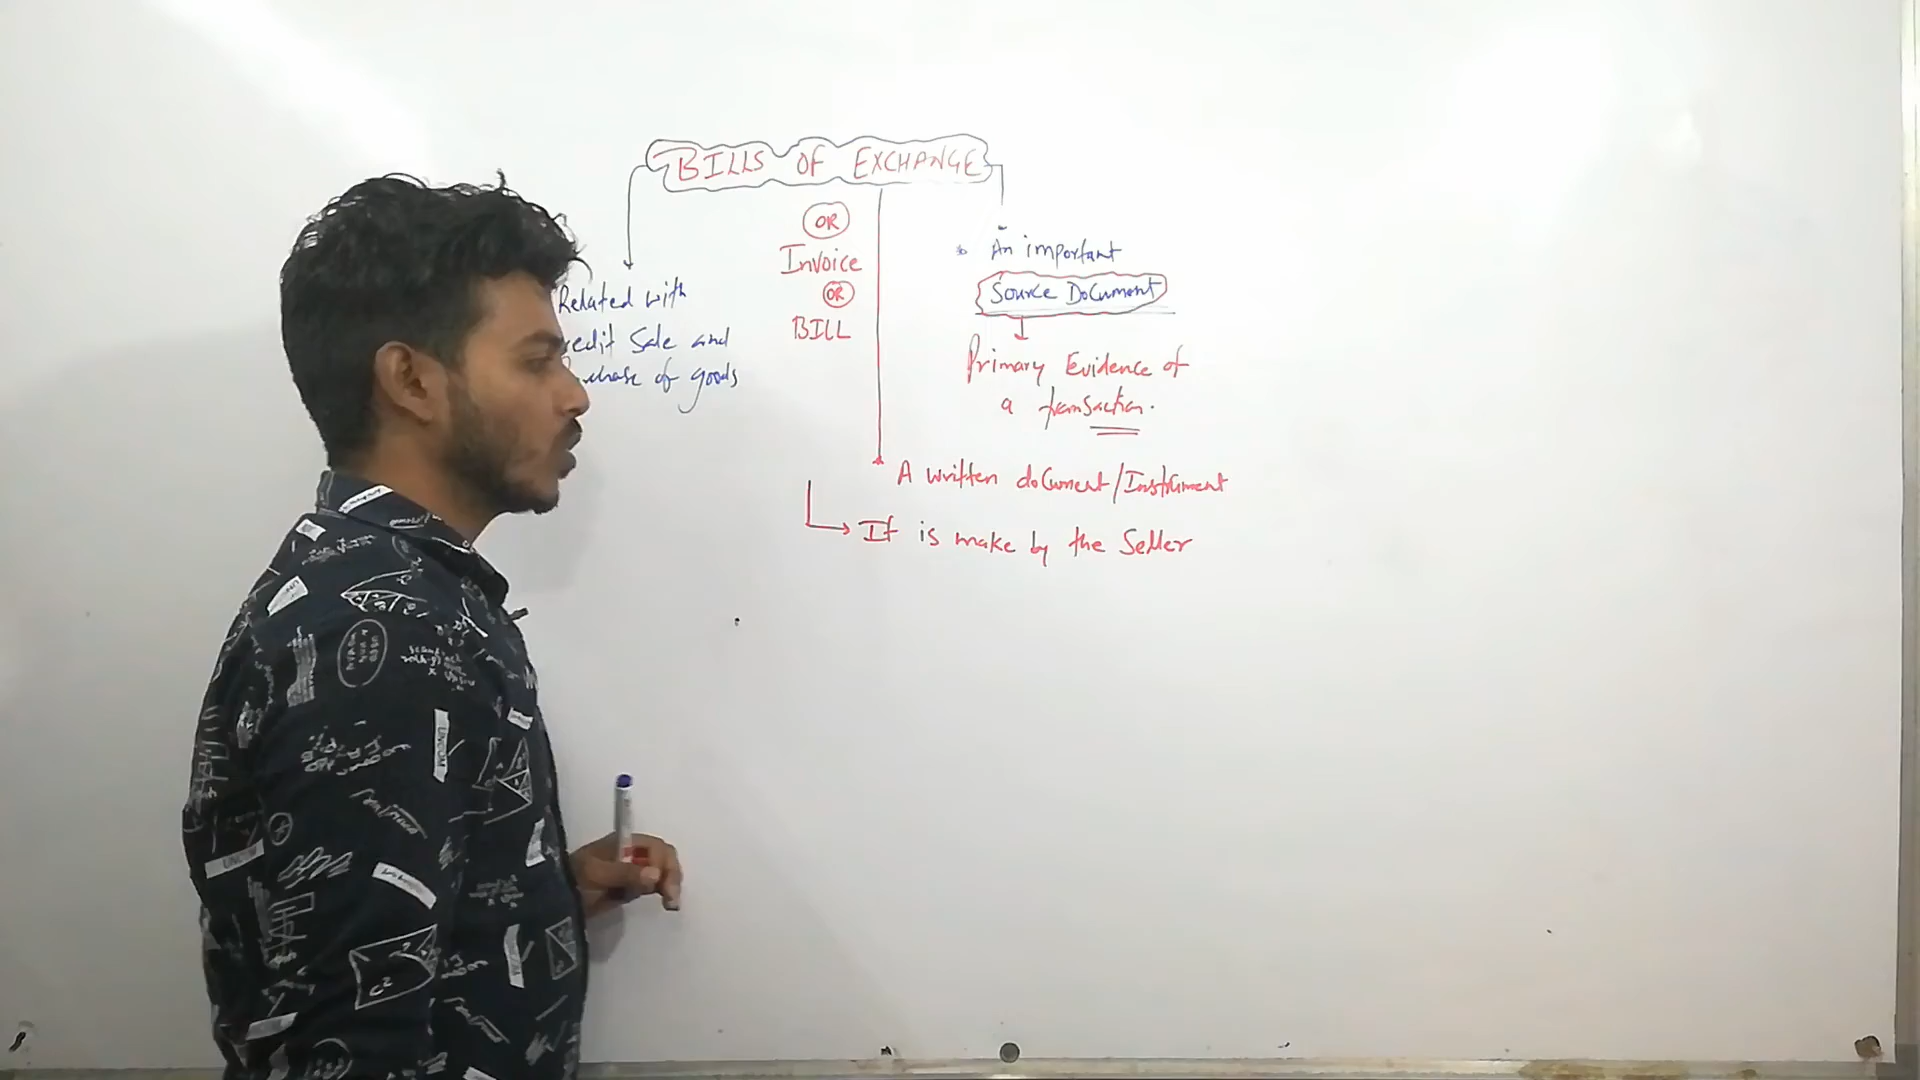 BILLS OF EXCHANGE
OR
Invoice
OR
BILL
Related with
redit Sale and
chase of goods
An important
Source Document
Primary Evidence of
a transaction.
A written document/Instrument
It is make by the Seller